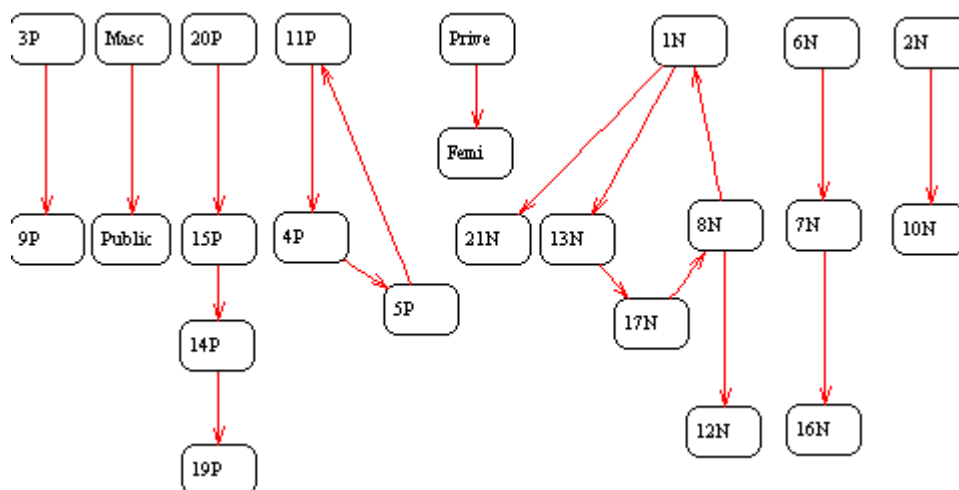 3P
Masc
20P
11P
Prive
1N
6N
2N
Femi
9P
Public
15P
4P
21N
13N
8N
7N
10N
5P
17N
14P
12N
16N
19P